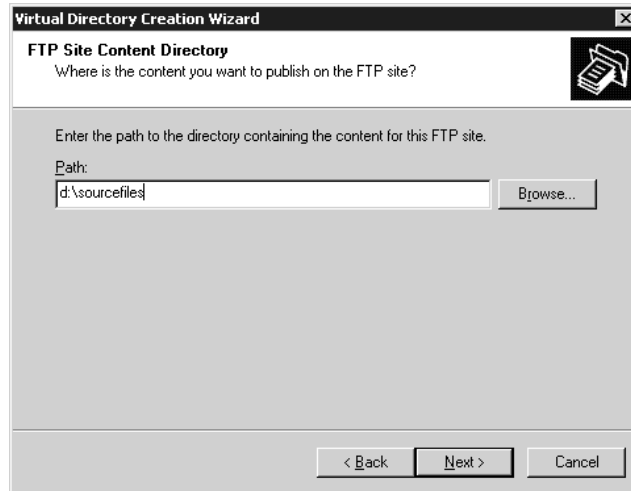 Virtual Directory Creation Wizard
FTP Site Content Directory
Where is the content you want to publish on the FTP site?
Enter the path to the directory containing the content for this FTP site.
Path:
d:\sourcefiles
Browse...
< Back
Next >
Cancel